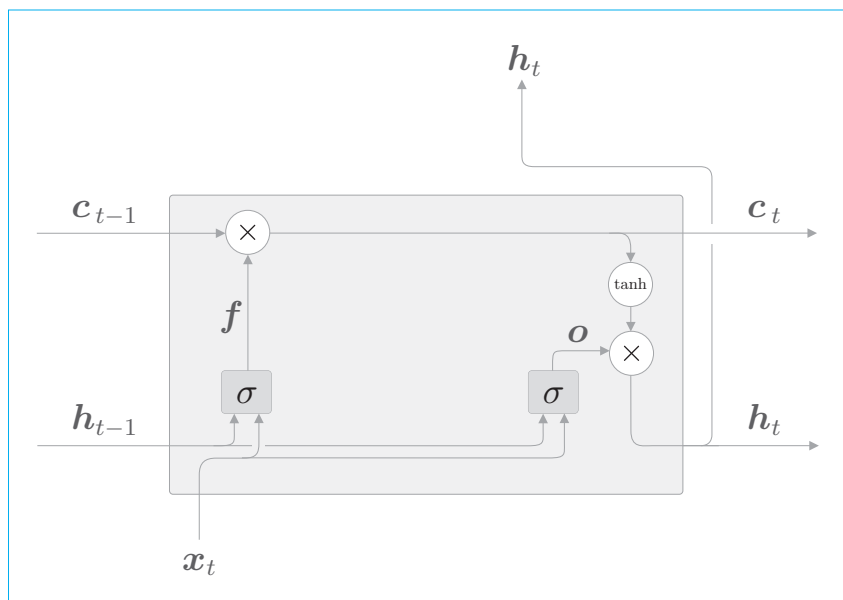 h_t
c_{t−1}
×
c_t
tanh
f
o
×
h_{t−1}
σ
σ
h_t
x_t